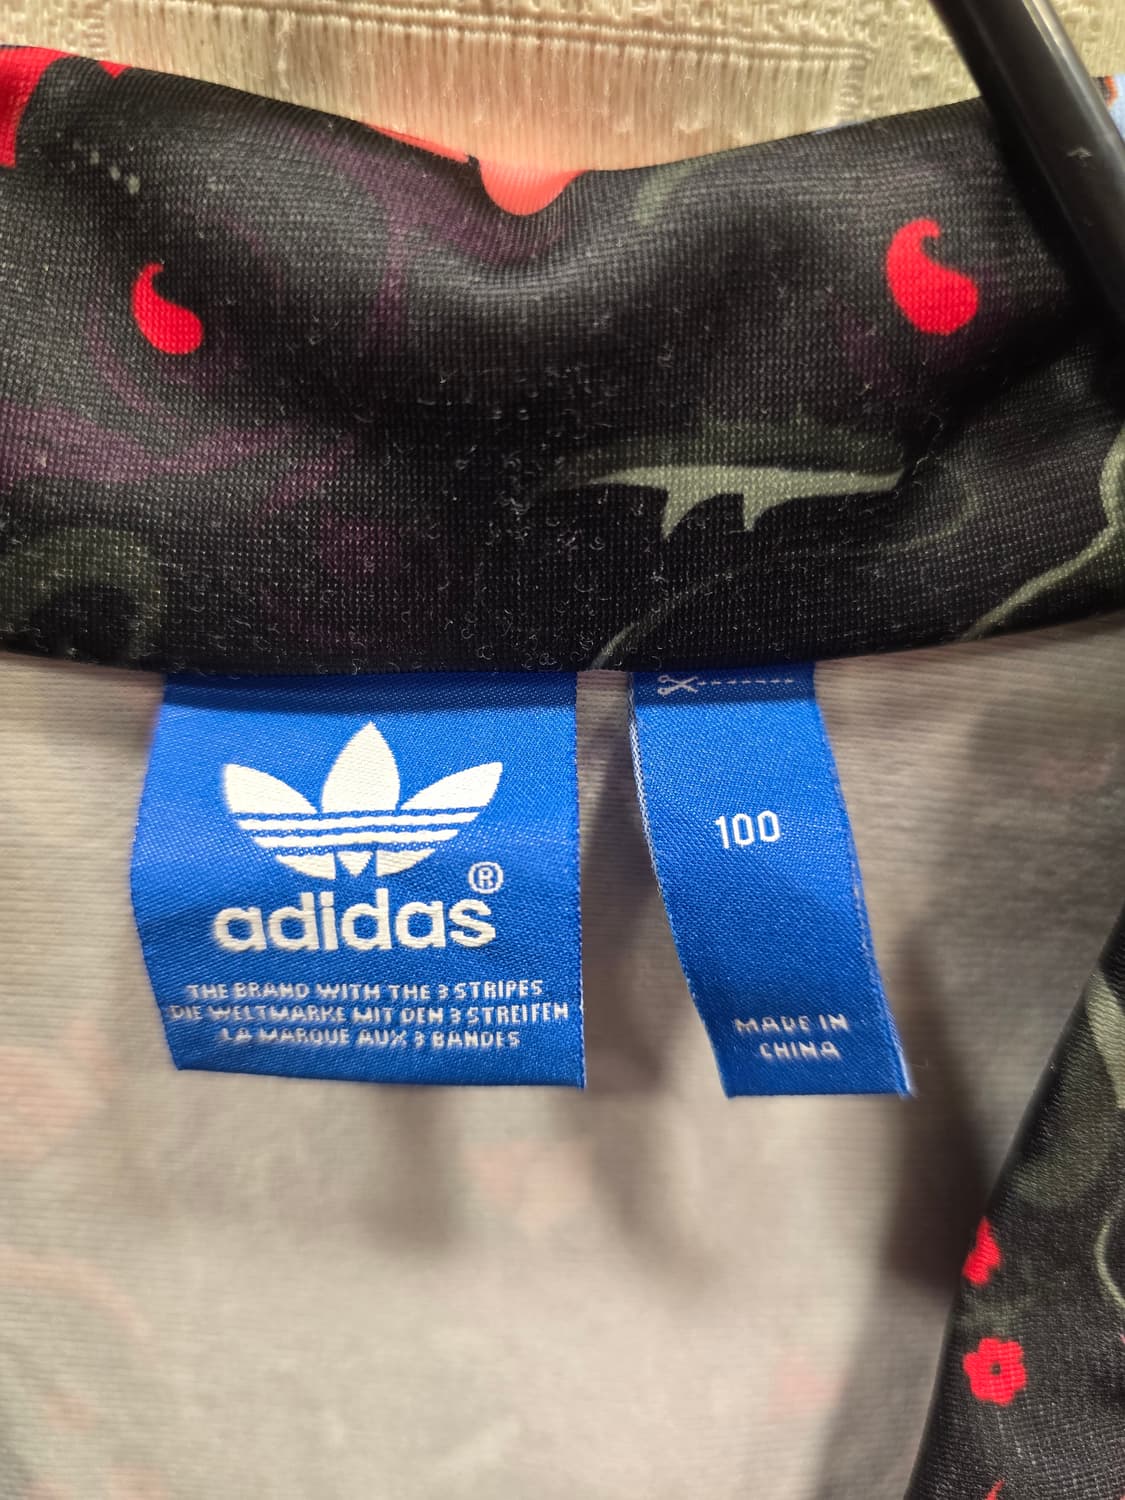 adidas®
THE BRAND WITH THE 3 STRIPES
DIE WELTMARKE MIT DEN 3 STREIFEN
LA MARQUE AUX 3 BANDES
100
MADE IN
CHINA